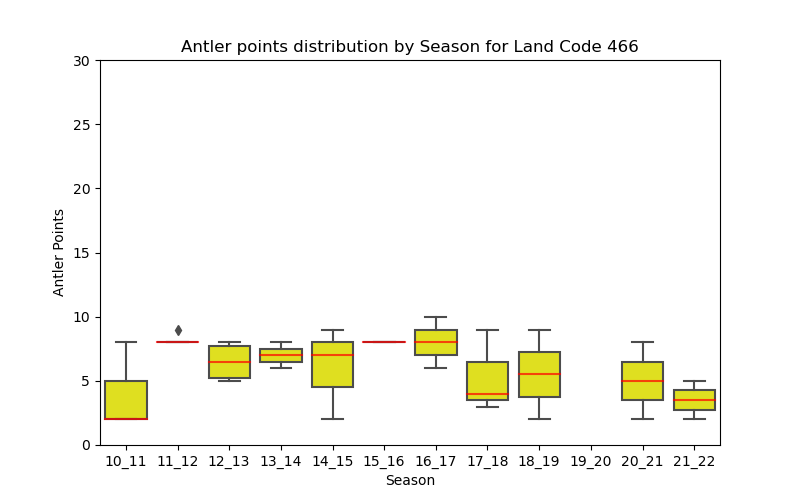 Antler points distribution by Season for Land Code 466
30
25
20
15
10
5
0
Antler Points
10_11 11_12 12_13 13_14 14_15 15_16 16_17 17_18 18_19 19_20 20_21 21_22
Season